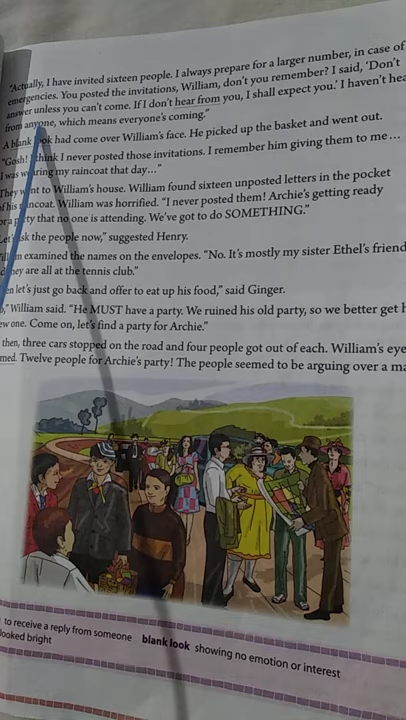 "Actually, I have invited sixteen people. I always prepare for a larger number, in case of
emergencies. You posted the invitations, William, don't you remember? I said, 'Don't
answer unless you can't come. If I don't hear from you, I shall expect you.' I haven't
from anyone, which means everyone's coming."
A blank look had come over William's face. He picked up the basket and went out.
"Gosh! I think I never posted those invitations. I remember him giving them to me…
I was wearing my raincoat that day…"
They went to William's house. William found sixteen unposted letters in the pocket
of his raincoat. William was horrified. "I never posted them! Archie's getting ready
party that no one is attending. We've got to do SOMETHING."
ask the people now," suggested Henry.
examined the names on the envelopes. "No. It's mostly my sister Ethel's friend
they are all at the tennis club."
let's just go back and offer to eat up his food," said Ginger.
William said. "He MUST have a party. We ruined his old party, so we better get
new one. Come on, let's find a party for Archie."
then, three cars stopped on the road and four people got out of each. William's eye
med. Twelve people for Archie's party! The people seemed to be arguing over a ma
to receive a reply from someone blank look showing no emotion or interest
looked bright